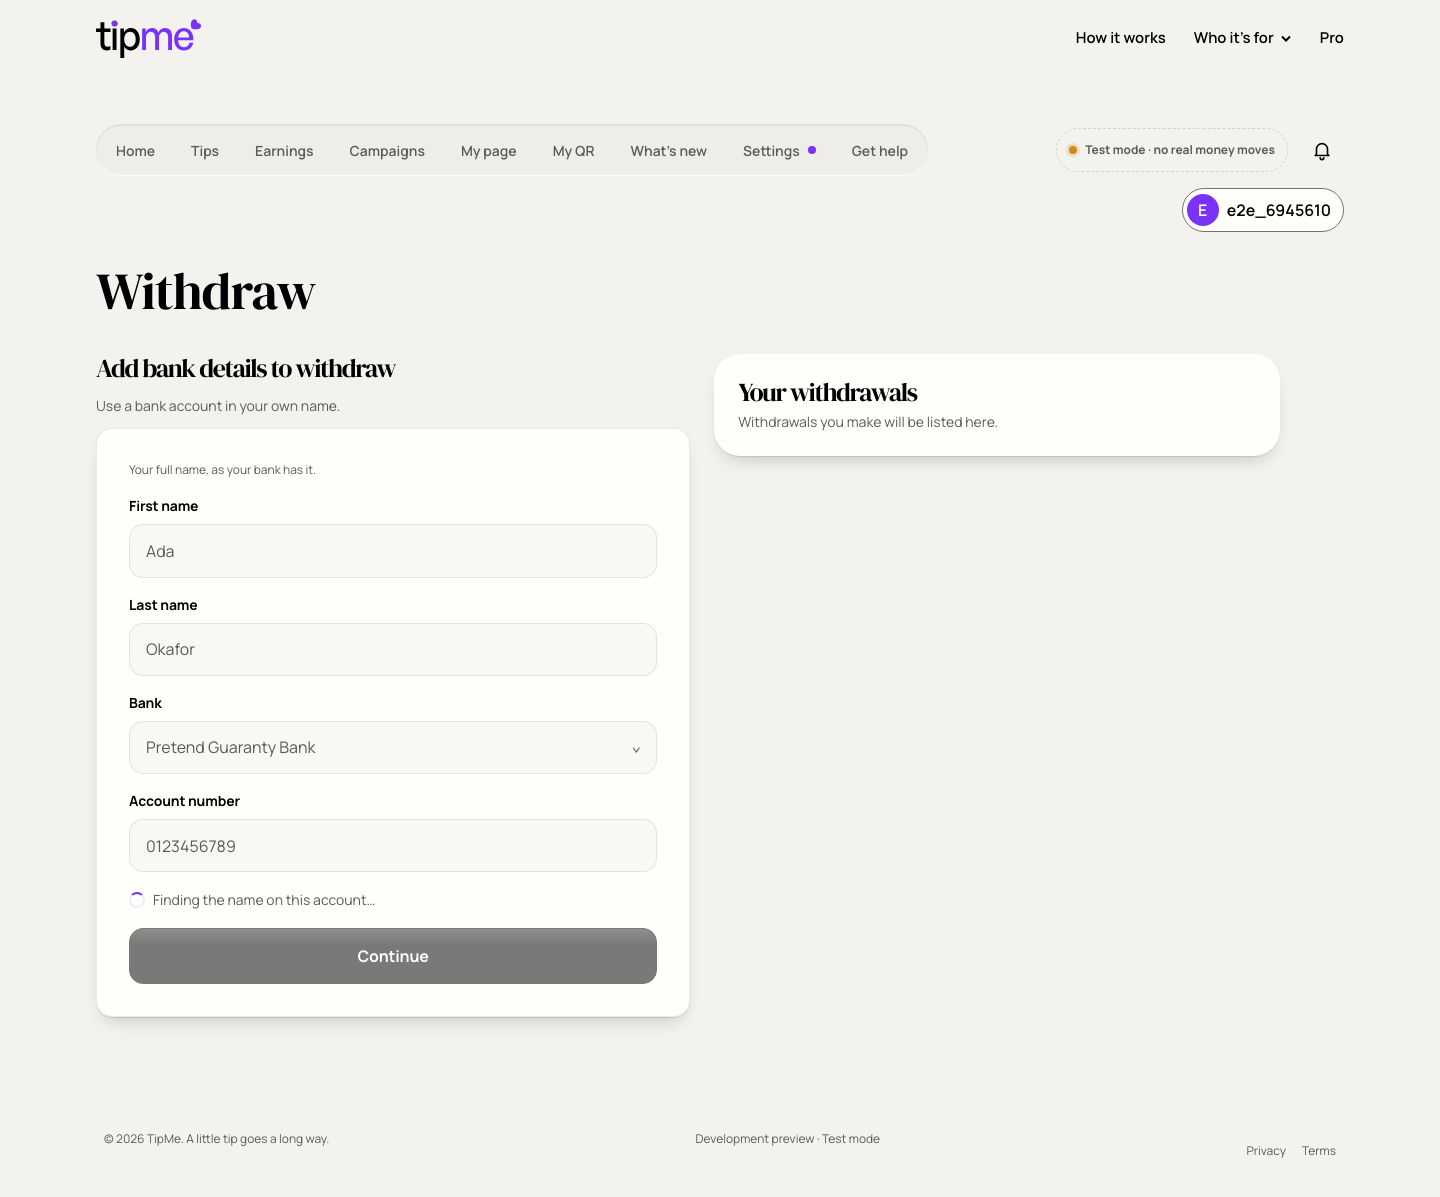 tipme
How it works
Who it's for
Pro
Home
Tips
Earnings
Campaigns
My page
My QR
What's new
Settings
Get help
Test mode · no real money moves
E
e2e_6945610
Withdraw
Add bank details to withdraw
Use a bank account in your own name.
Your full name, as your bank has it.
First name
Ada
Last name
Okafor
Bank
Pretend Guaranty Bank
Account number
0123456789
Finding the name on this account…
Continue
Your withdrawals
Withdrawals you make will be listed here.
© 2026 TipMe. A little tip goes a long way.
Development preview · Test mode
Privacy
Terms